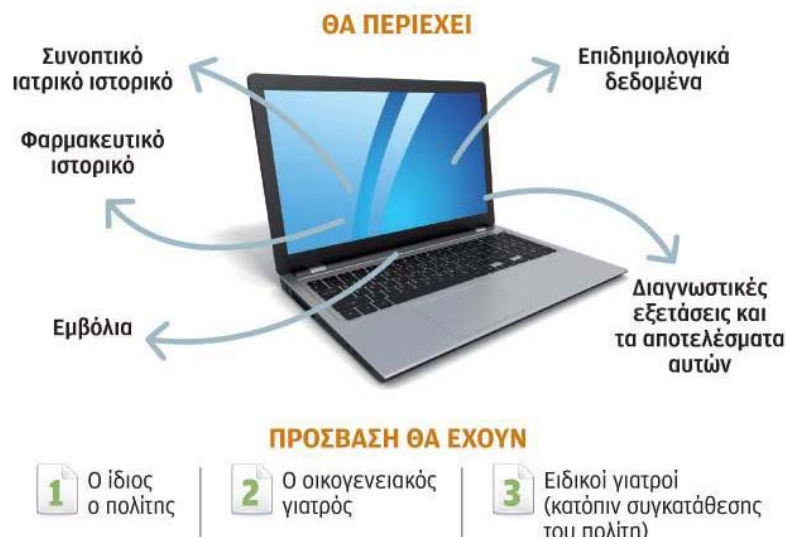 ΘΑ ΠΕΡΙΕΧΕΙ
Συνοπτικό
ιατρικό ιστορικό
Επιδημιολογικά
δεδομένα
Φαρμακευτικό
ιστορικό
Εμβόλια
Διαγνωστικές
εξετάσεις και
τα αποτελέσματα
αυτών
ΠΡΟΣΒΑΣΗ ΘΑ ΕΧΟΥΝ
1 Ο ίδιος
ο πολίτης
2 Ο οικογενειακός
γιατρός
3 Ειδικοί γιατροί
(κατόπιν συγκατάθεσης
του πολίτη)